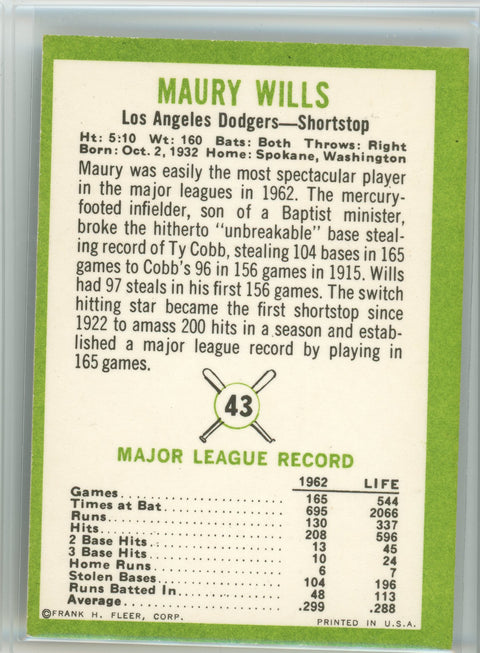 MAURY WILLS
Los Angeles Dodgers—Shortstop
Ht: 5:10 Wt: 160 Bats: Both Throws: Right
Born: Oct. 2, 1932 Home: Spokane, Washington
Maury was easily the most spectacular player
in the major leagues in 1962. The mercury-
footed infielder, son of a Baptist minister,
broke the hitherto "unbreakable" base steal-
ing record of Ty Cobb, stealing 104 bases in 165
games to Cobb's 96 in 156 games in 1915. Wills
had 97 steals in his first 156 games. The switch
hitting star became the first shortstop since
1922 to amass 200 hits in a season and estab-
lished a major league record by playing in
165 games.
43
MAJOR LEAGUE RECORD
1962 LIFE
Games 165 544
Times at Bat 695 2066
Runs 130 337
Hits 208 596
2 Base Hits 13 45
3 Base Hits 10 24
Home Runs 6 7
Stolen Bases 104 196
Runs Batted In 48 113
Average .299 .288
©FRANK H. FLEER, CORP. PRINTED IN U.S.A.